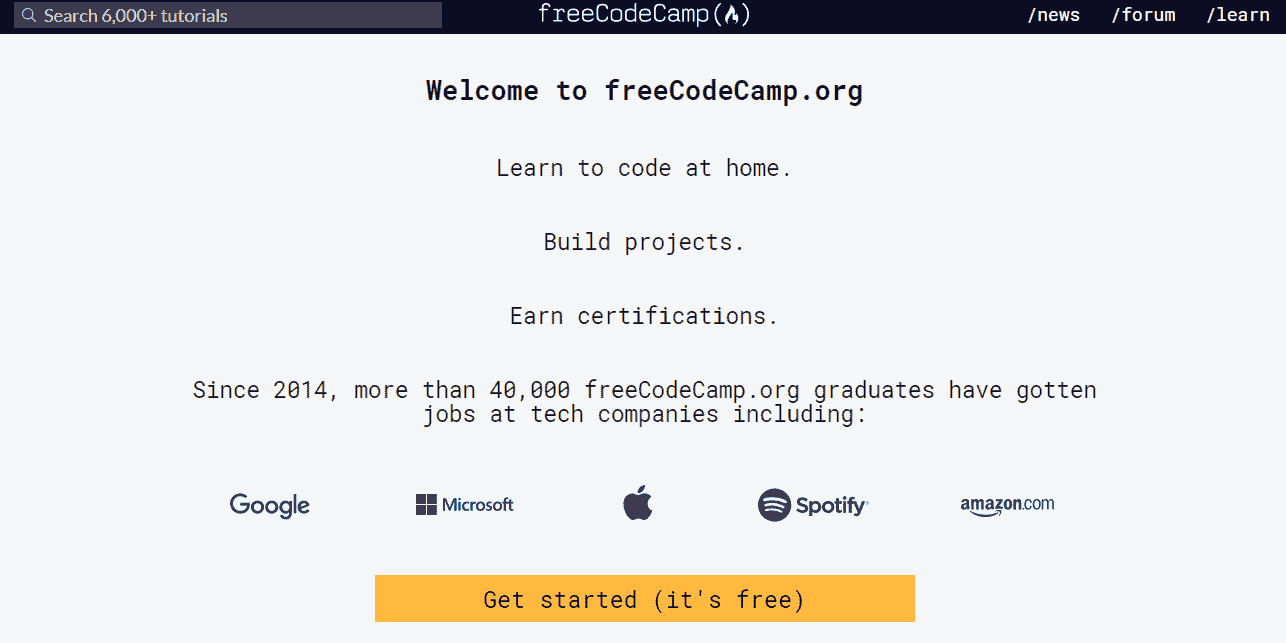 Search 6,000+ tutorials
freeCodeCamp
/news /forum /learn
Welcome to freeCodeCamp.org
Learn to code at home.
Build projects.
Earn certifications.
Since 2014, more than 40,000 freeCodeCamp.org graduates have gotten
jobs at tech companies including:
Google Microsoft Spotify amazon.com
Get started (it's free)